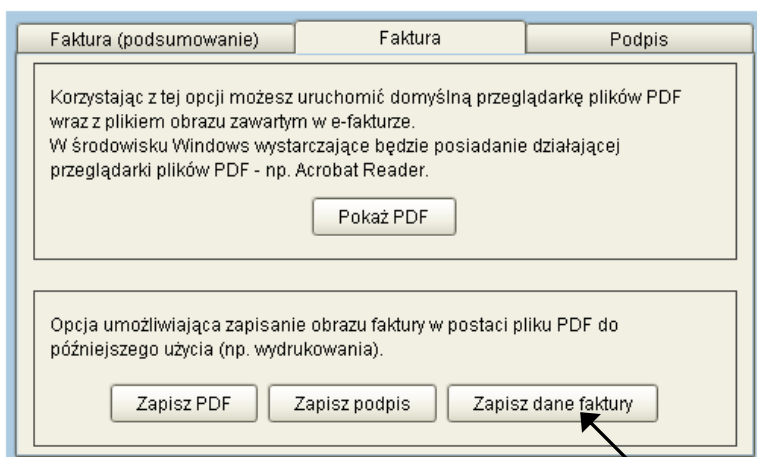 Faktura (podsumowanie) Faktura Podpis
Korzystając z tej opcji możesz uruchomić domyślną przeglądarkę plików PDF
wraz z plikiem obrazu zawartym w e-fakturze.
W środowisku Windows wystarczające będzie posiadanie działającej
przeglądarki plików PDF - np. Acrobat Reader.
Pokaż PDF
Opcja umożliwiająca zapisanie obrazu faktury w postaci pliku PDF do
późniejszego użycia (np. wydrukowania).
Zapisz PDF Zapisz podpis Zapisz dane faktury